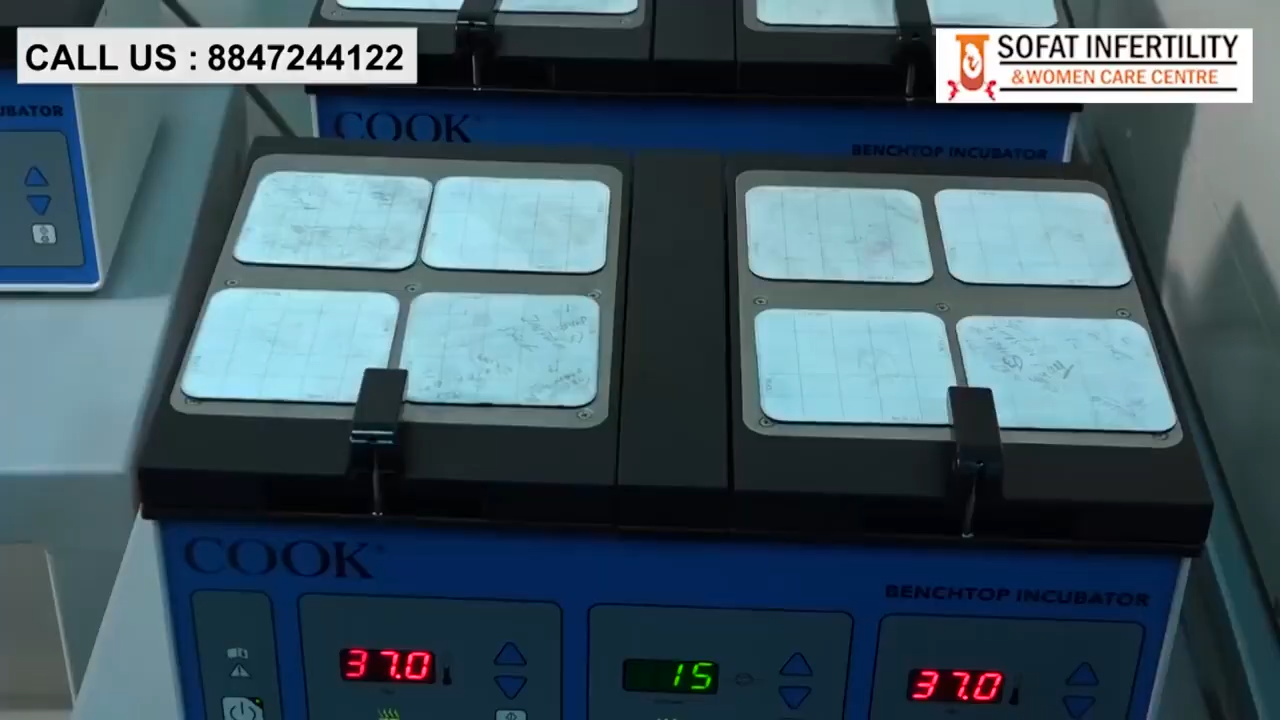 CALL US : 8847244122
SOFAT INFERTILITY
& WOMEN CARE CENTRE
UBATOR
COOK
BENCHTOP INCUBATOR
COOK
BENCHTOP INCUBATOR
37.0
15
37.0